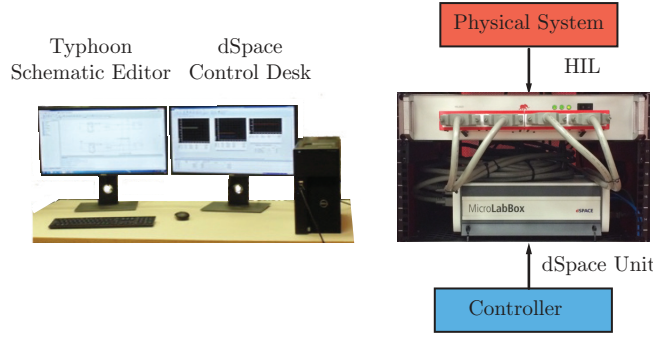 Typhoon
Schematic Editor
dSpace
Control Desk
Physical System
HIL
MicroLabBox
dSPACE
dSpace Unit
Controller